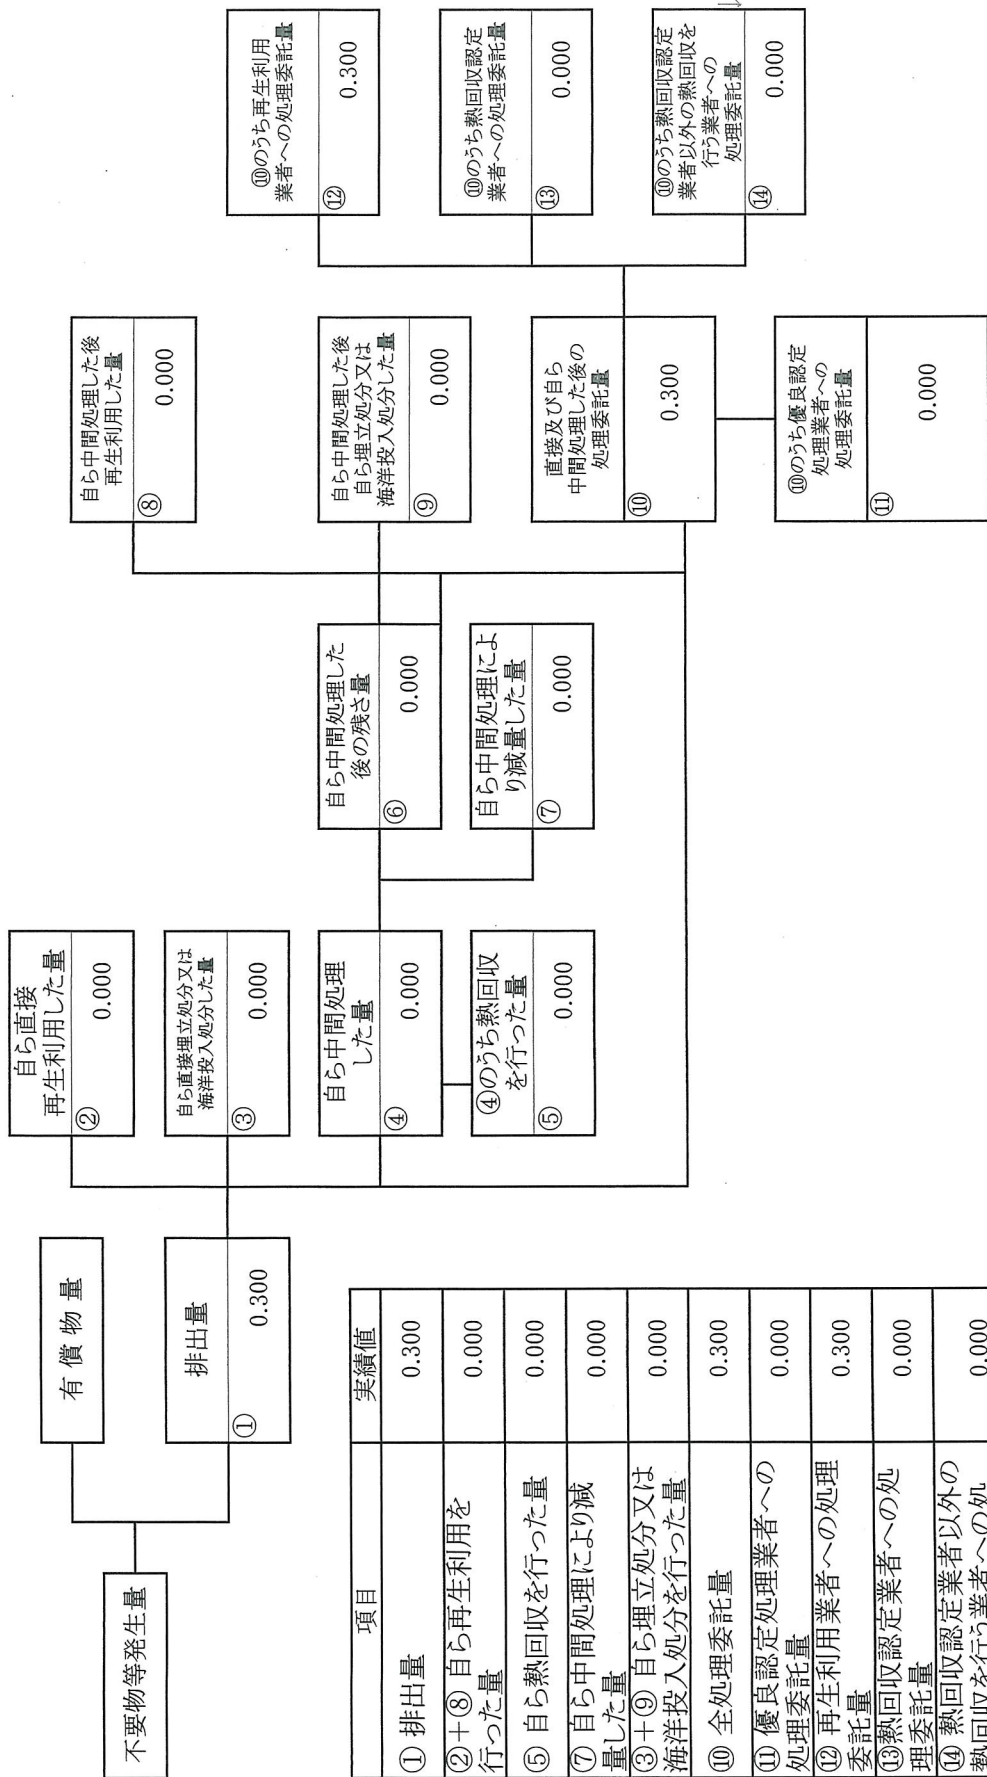 不要物等発生量
有 償 物 量
排出量
①
0.300
自ら直接
再生利用した量
②
0.000
自ら直接埋立処分又は
海洋投入処分した量
③
0.000
自ら中間処理
した量
④
0.000
④のうち熱回収
を行った量
⑤
0.000
自ら中間処理した
後の残さ量
⑥
0.000
自ら中間処理によ
り減量した量
⑦
0.000
自ら中間処理した後
再生利用した量
⑧
0.000
自ら中間処理した後
自ら埋立処分又は
海洋投入処分した量
⑨
0.000
直接及び自ら
中間処理した後の
処理委託量
⑩
0.300
⑩のうち優良認定
処理業者への
処理委託量
⑪
0.000
⑩のうち再生利用
業者への処理委託量
⑫
0.300
⑩のうち熱回収認定
業者への処理委託量
⑬
0.000
⑩のうち熱回収認定
業者以外の熱回収を
行う業者への
処理委託量
⑭
0.000
項目 実績値
① 排出量 0.300
②+⑧ 自ら再生利用を
行った量 0.000
⑤ 自ら熱回収を行った量 0.000
⑦ 自ら中間処理により減
量した量 0.000
③+⑨ 自ら埋立処分又は
海洋投入処分を行った量 0.000
⑩ 全処理委託量 0.300
⑪ 優良認定処理業者への
処理委託量 0.000
⑫ 再生利用業者への処理
委託量 0.300
⑬熱回収認定業者への処
理委託量 0.000
⑭ 熱回収認定業者以外の
熱回収を行う業者への処 0.000